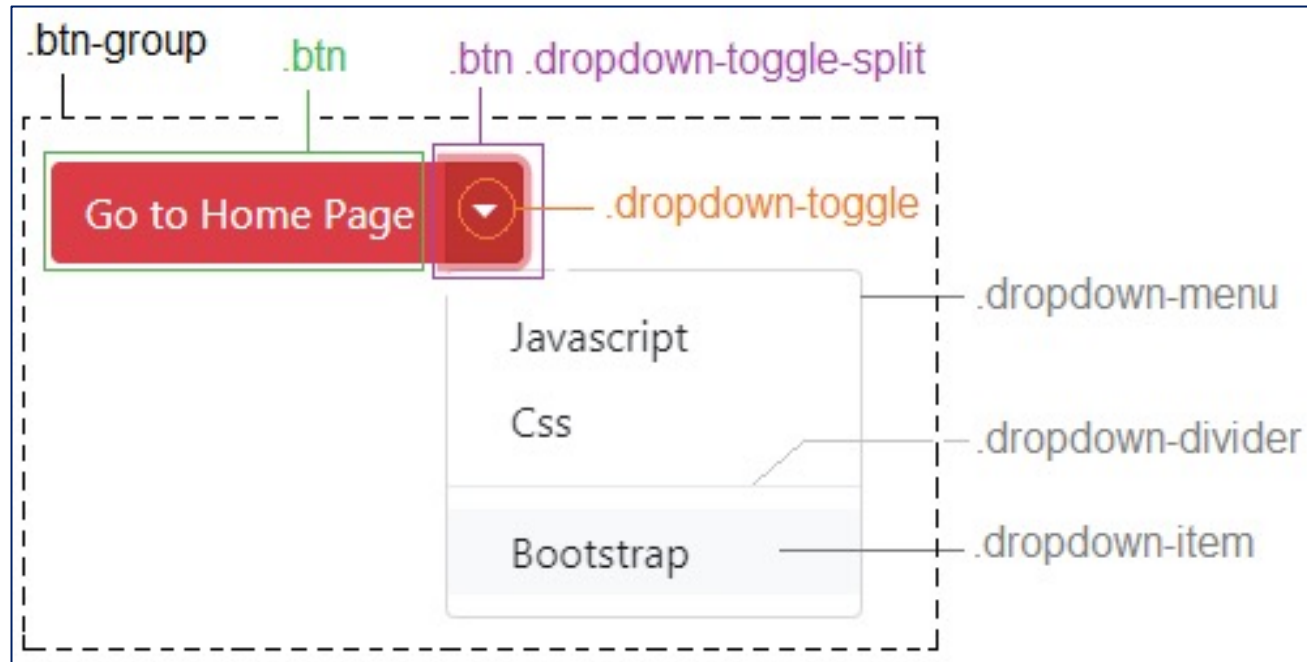 .btn-group
.btn
.btn .dropdown-toggle-split
Go to Home Page
.dropdown-toggle
.dropdown-menu
Javascript
Css
.dropdown-divider
Bootstrap
.dropdown-item